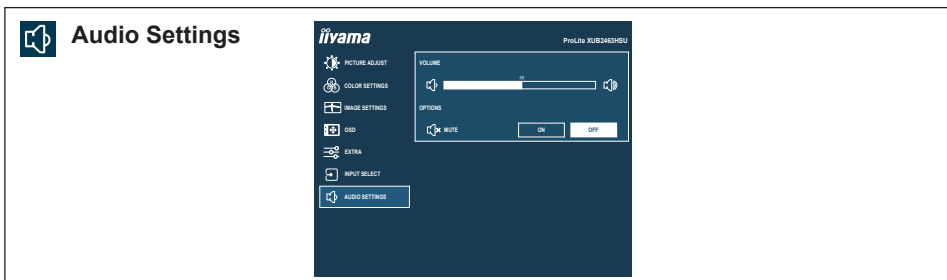 Audio Settings
iiyama
ProLite XUB2463HSU
PICTURE ADJUST
COLOR SETTINGS
IMAGE SETTINGS
OSD
EXTRA
INPUT SELECT
AUDIO SETTINGS
VOLUME
OPTIONS
MUTE
ON
OFF